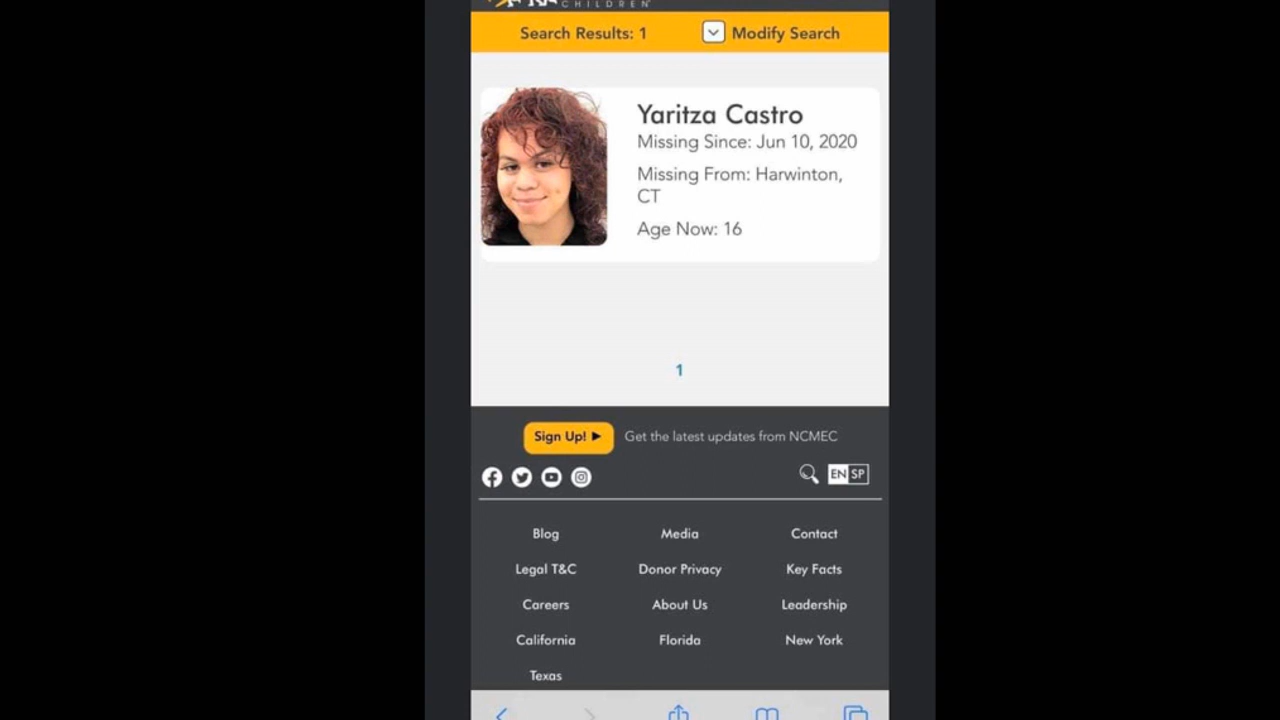 CHILDREN
Search Results: 1
Modify Search
Yaritza Castro
Missing Since: Jun 10, 2020
Missing From: Harwinton,
CT
Age Now: 16
1
Sign Up! ▶
Get the latest updates from NCMEC
EN SP
Blog
Media
Contact
Legal T&C
Donor Privacy
Key Facts
Careers
About Us
Leadership
California
Florida
New York
Texas